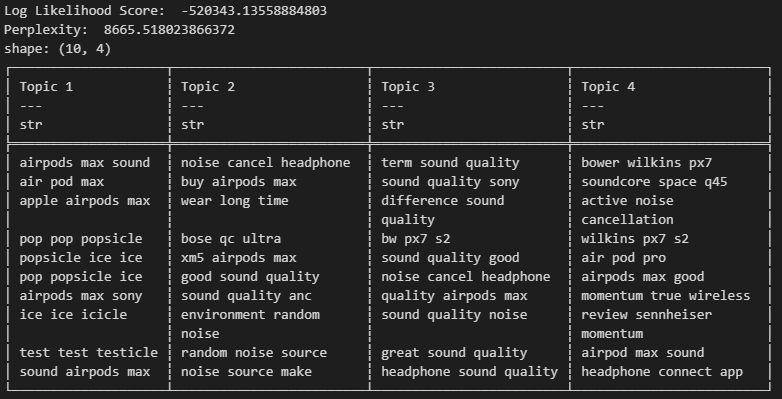 Log Likelihood Score:  -520343.13558884803
Perplexity:  8665.518023866372
shape: (10, 4)
Topic 1 Topic 2 Topic 3 Topic 4
--- --- --- ---
str str str str
airpods max sound noise cancel headphone term sound quality bower wilkins px7
air pod max buy airpods max sound quality sony soundcore space q45
apple airpods max wear long time difference sound active noise
quality cancellation
pop pop popsicle bose qc ultra bw px7 s2 wilkins px7 s2
popsicle ice ice xm5 airpods max sound quality good air pod pro
pop popsicle ice good sound quality noise cancel headphone airpods max good
airpods max sony sound quality anc quality airpods max momentum true wireless
ice ice icicle environment random sound quality noise review sennheiser
noise momentum
test test testicle random noise source great sound quality airpod max sound
sound airpods max noise source make headphone sound quality headphone connect app